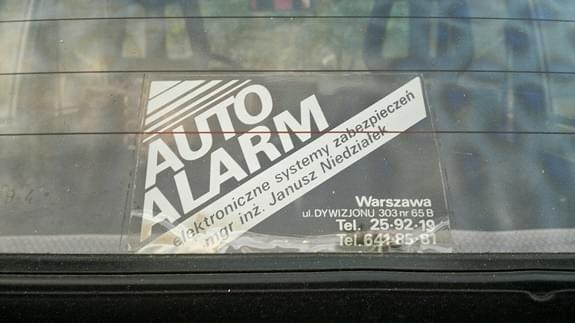 AUTO
ALARM
elektroniczne systemy zabezpieczeń
mgr inż. Janusz Niedziałek
Warszawa
ul. DYWIZJONU 303 nr 65 B
Tel. 25-92-19
Tel. 641-85-81